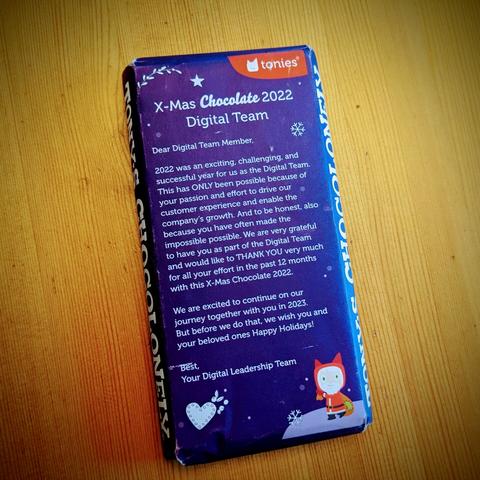 tonies®
X-Mas Chocolate 2022
Digital Team
Dear Digital Team Member,
2022 was an exciting, challenging, and
successful year for us as the Digital Team.
This has ONLY been possible because of
your passion and effort to drive our
customer experience and enable the
company's growth. And to be honest, also
because you have often made the
impossible possible. We are very grateful
to have you as part of the Digital Team
and would like to THANK YOU very much
for all your effort in the past 12 months
with this X-Mas Chocolate 2022.
We are excited to continue on our
journey together with you in 2023.
But before we do that, we wish you and
your beloved ones Happy Holidays!
Best,
Your Digital Leadership Team
TONY'S CHOCOLONELY
TONY'S CHOCOLONELY